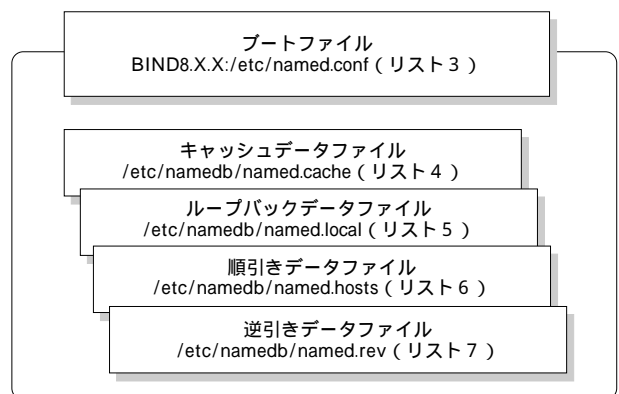 ブートファイル
BIND8.X.X:/etc/named.conf（リスト３）
キャッシュデータファイル
/etc/namedb/named.cache（リスト４）
ループバックデータファイル
/etc/namedb/named.local（リスト５）
順引きデータファイル
/etc/namedb/named.hosts（リスト６）
逆引きデータファイル
/etc/namedb/named.rev（リスト７）